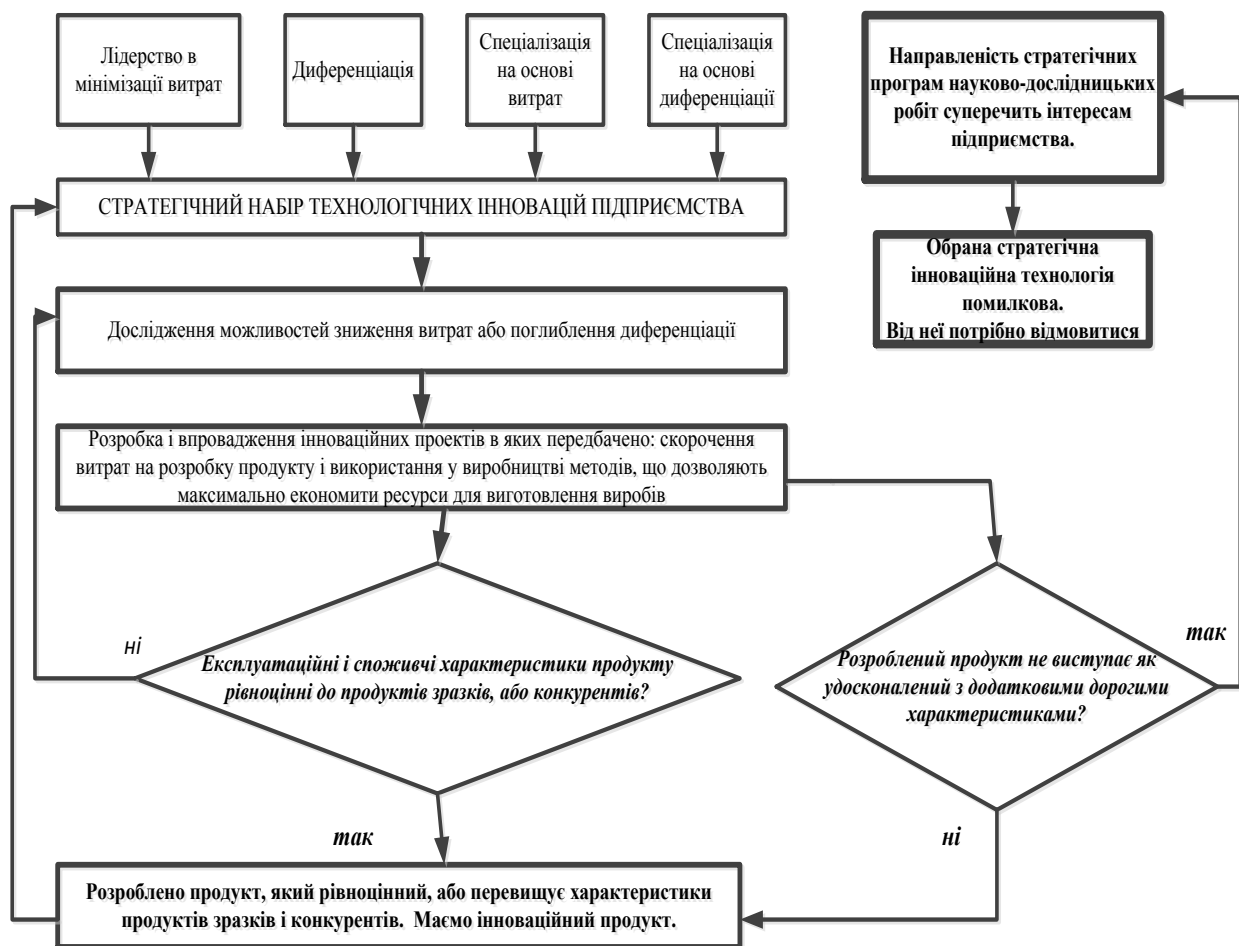 Лідерство в
мінімізації витрат
Диференціація
Спеціалізація
на основі
витрат
Спеціалізація
на основі
диференціації
Направленість стратегічних
програм науково-дослідницьких
робіт суперечить інтересам
підприємства.
СТРАТЕГІЧНИЙ НАБІР ТЕХНОЛОГІЧНИХ ІННОВАЦІЙ ПІДПРИЄМСТВА
Обрана стратегічна
інноваційна технологія
помилкова.
Від неї потрібно відмовитися
Дослідження можливостей зниження витрат або поглиблення диференціації
Розробка і впровадження інноваційних проектів в яких передбачено: скорочення
витрат на розробку продукту і використання у виробництві методів, що дозволяють
максимально економити ресурси для виготовлення виробів
ні
Експлуатаційні і споживчі характеристики продукту
рівноцінні до продуктів зразків, або конкурентів?
так
Розроблений продукт не виступає як
удосконалений з додатковими дорогими
характеристиками?
так
ні
Розроблено продукт, який рівноцінний, або перевищує характеристики
продуктів зразків і конкурентів. Маємо інноваційний продукт.